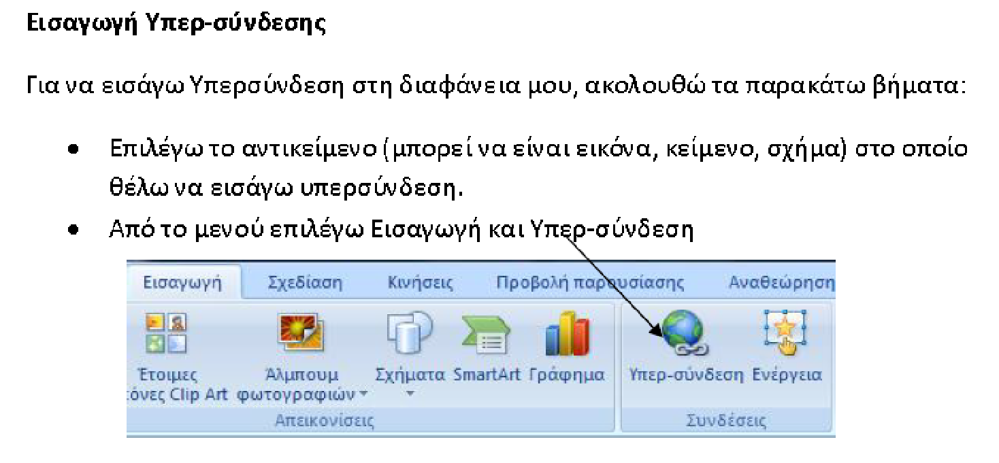 Εισαγωγή Υπερ-σύνδεσης
Για να εισάγω Υπερσύνδεση στη διαφάνεια μου, ακολουθώ τα παρακάτω βήματα:
• Επιλέγω το αντικείμενο (μπορεί να είναι εικόνα, κείμενο, σχήμα) στο οποίο
θέλω να εισάγω υπερσύνδεση.
• Από το μενού επιλέγω Εισαγωγή και Υπερ-σύνδεση
Εισαγωγή Σχεδίαση Κινήσεις Προβολή παρουσίασης Αναθεώρηση
Έτοιμες Άλμπουμ Σχήματα SmartArt Γράφημα Υπερ-σύνδεση Ενέργεια
όνες Clip Art φωτογραφιών
Απεικονίσεις Συνδέσεις